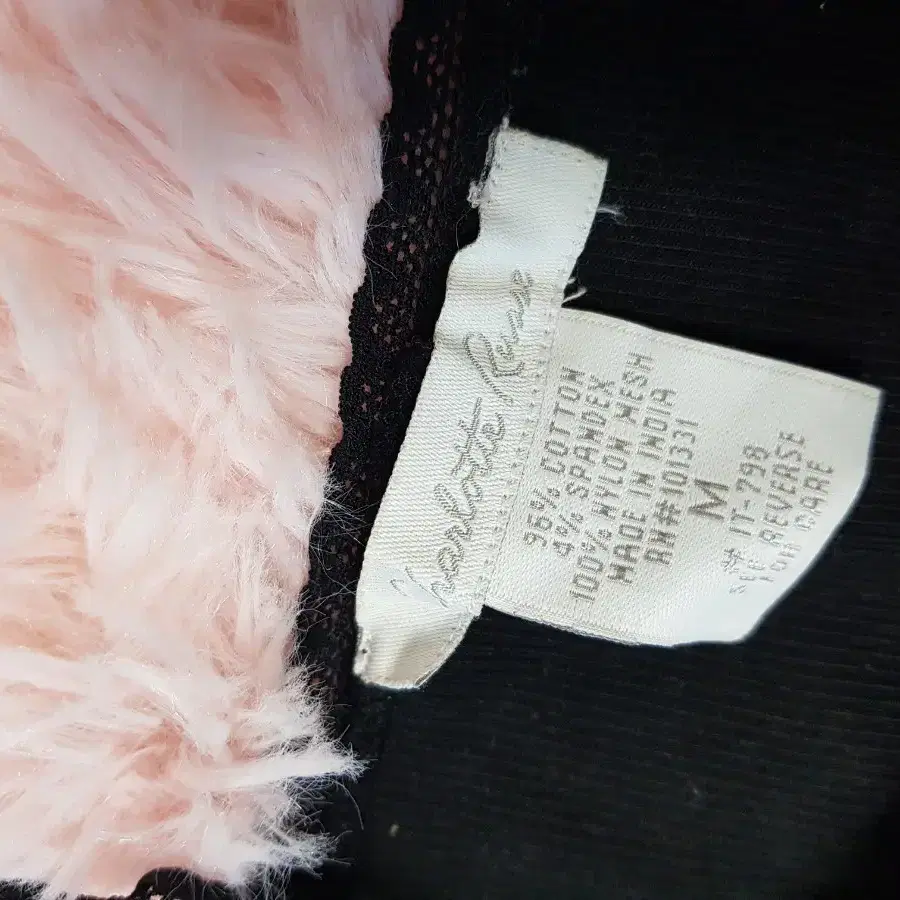 Charlotte Russe
96% COTTON
4% SPANDEX
100% NYLON MESH
MADE IN INDIA
RN#101331
M
# IT-798
SEE REVERSE
FOR CARE